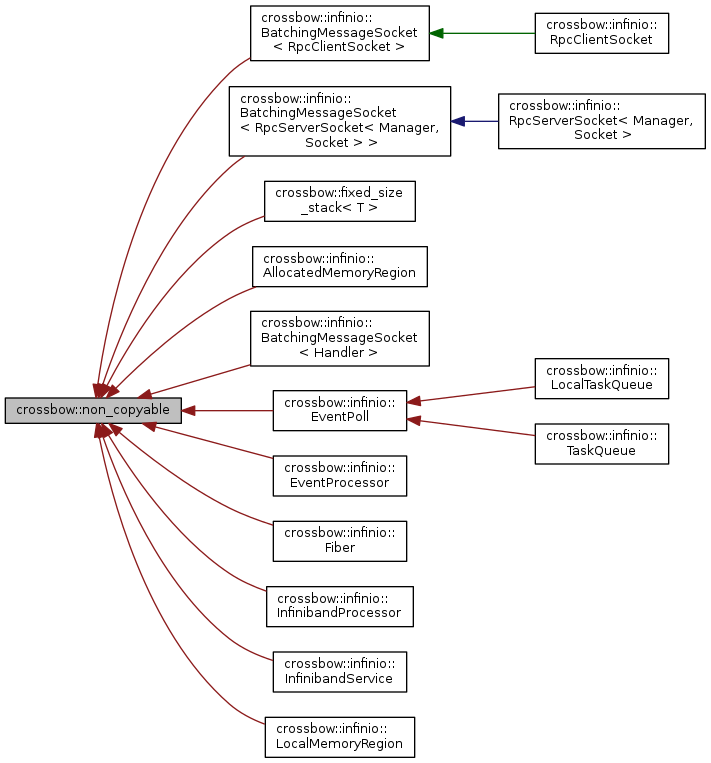 crossbow::infinio::
BatchingMessageSocket
< RpcClientSocket >
crossbow::infinio::
RpcClientSocket
crossbow::infinio::
BatchingMessageSocket
< RpcServerSocket< Manager,
Socket > >
crossbow::infinio::
RpcServerSocket< Manager,
Socket >
crossbow::fixed_size
_stack< T >
crossbow::infinio::
AllocatedMemoryRegion
crossbow::infinio::
BatchingMessageSocket
< Handler >
crossbow::non_copyable
crossbow::infinio::
EventPoll
crossbow::infinio::
LocalTaskQueue
crossbow::infinio::
TaskQueue
crossbow::infinio::
EventProcessor
crossbow::infinio::
Fiber
crossbow::infinio::
InfinibandProcessor
crossbow::infinio::
InfinibandService
crossbow::infinio::
LocalMemoryRegion